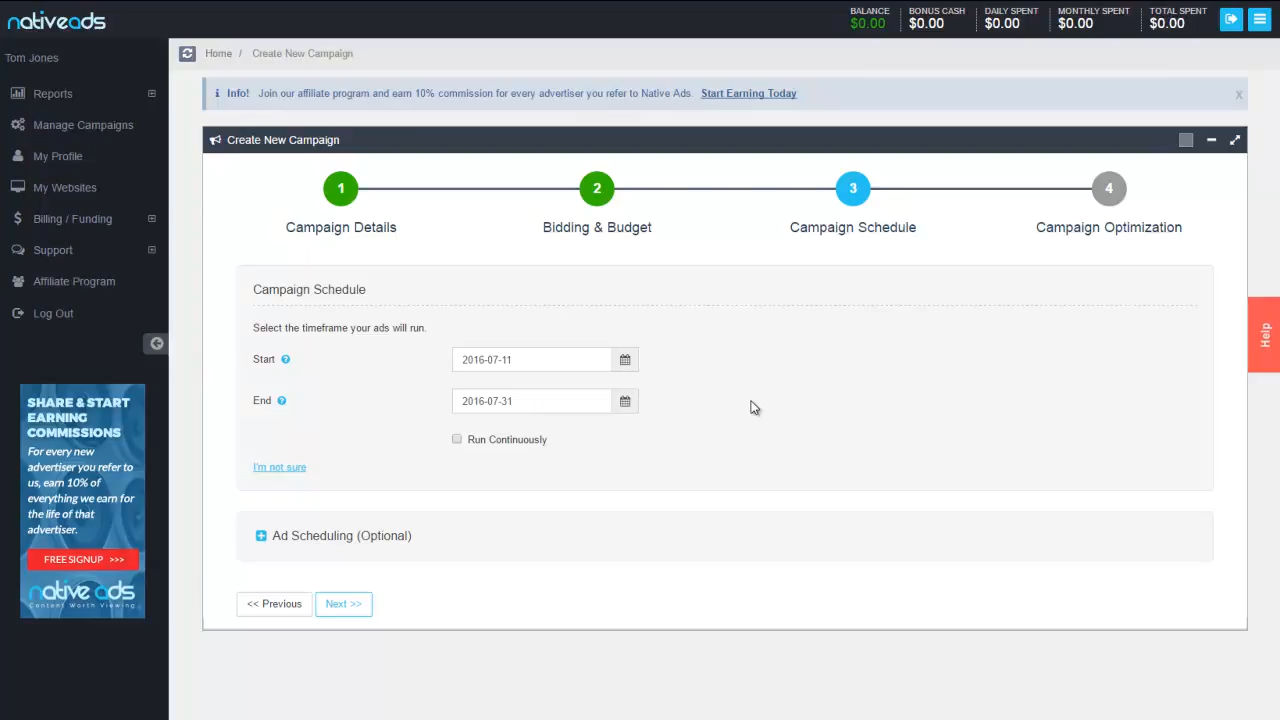 nativeads
BALANCE
$0.00
BONUS CASH
$0.00
DAILY SPENT
$0.00
MONTHLY SPENT
$0.00
TOTAL SPENT
$0.00
Tom Jones
Reports
Manage Campaigns
My Profile
My Websites
Billing / Funding
Support
Affiliate Program
Log Out
SHARE & START
EARNING
COMMISSIONS
For every new
advertiser you refer to
us, earn 10% of
everything we earn for
the life of that
advertiser.
FREE SIGNUP >>>
native ads
Content Worth Viewing
Home / Create New Campaign
Info! Join our affiliate program and earn 10% commission for every advertiser you refer to Native Ads. Start Earning Today
x
Create New Campaign
1
2
3
4
Campaign Details
Bidding & Budget
Campaign Schedule
Campaign Optimization
Campaign Schedule
Select the timeframe your ads will run.
Start ? 2016-07-11
End ? 2016-07-31
Run Continuously
I'm not sure
Ad Scheduling (Optional)
<< Previous
Next >>
Help